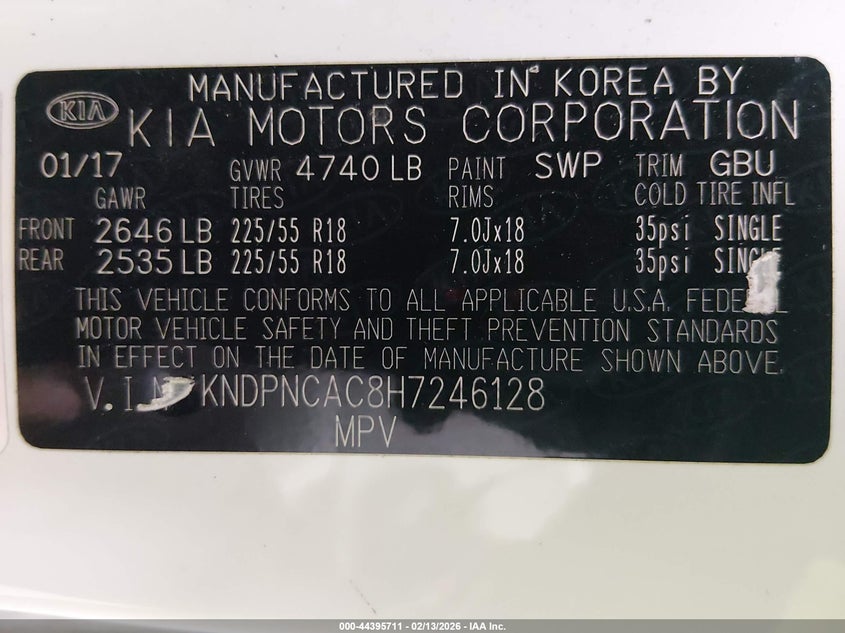 MANUFACTURED IN KOREA BY
KIA KIA MOTORS CORPORATION
01/17 GVWR 4740 LB PAINT SWP TRIM GBU
GAWR TIRES RIMS COLD TIRE INFL
FRONT 2646 LB 225/55 R18 7.0Jx18 35psi SINGLE
REAR 2535 LB 225/55 R18 7.0Jx18 35psi
THIS VEHICLE CONFORMS TO ALL APPLICABLE U.S.A.
MOTOR VEHICLE SAFETY AND THEFT PREVENTION STANDARDS
IN EFFECT ON THE DATE OF MANUFACTURE SHOWN ABOVE.
KNDPNCAC8H7246128
MPV
000-44395711 - 02/13/2026 - IAA Inc.